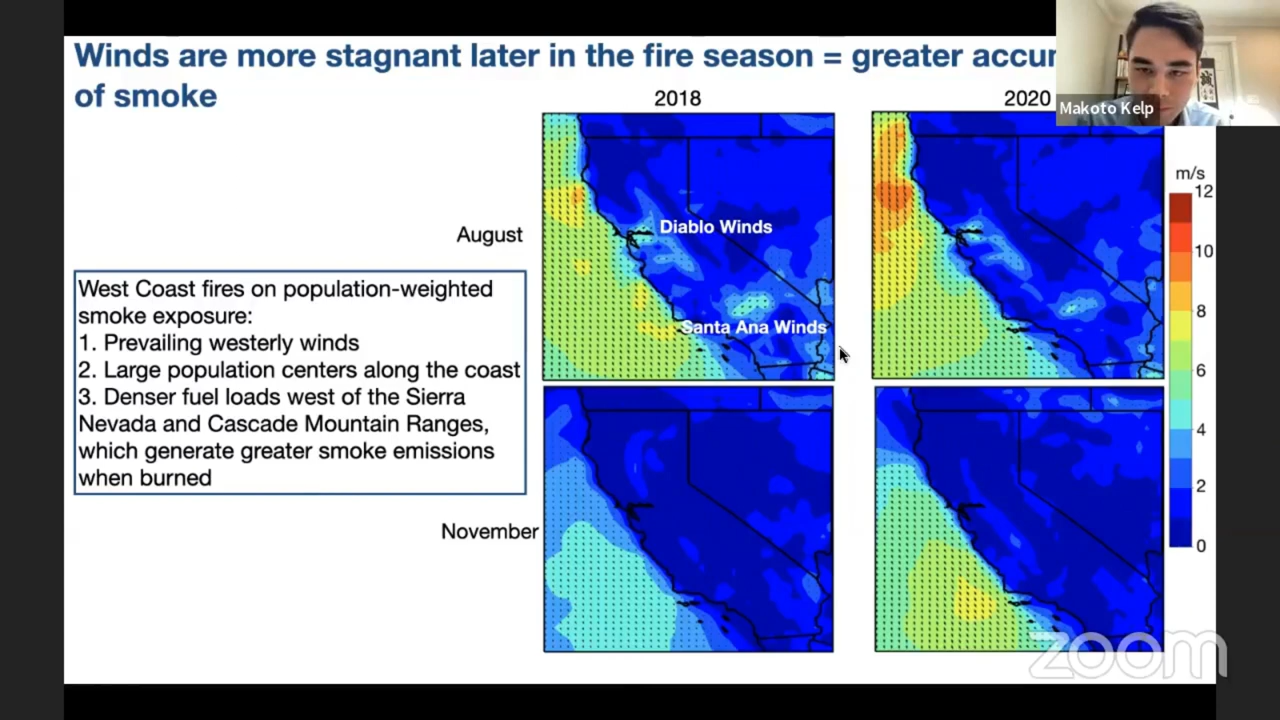 Winds are more stagnant later in the fire season = greater accur
of smoke
2018
2020
Makoto Kelp
m/s
12
10
8
6
4
2
0
August
Diablo Winds
Santa Ana Winds
West Coast fires on population-weighted
smoke exposure:
1. Prevailing westerly winds
2. Large population centers along the coast
3. Denser fuel loads west of the Sierra
Nevada and Cascade Mountain Ranges,
which generate greater smoke emissions
when burned
November
zoom